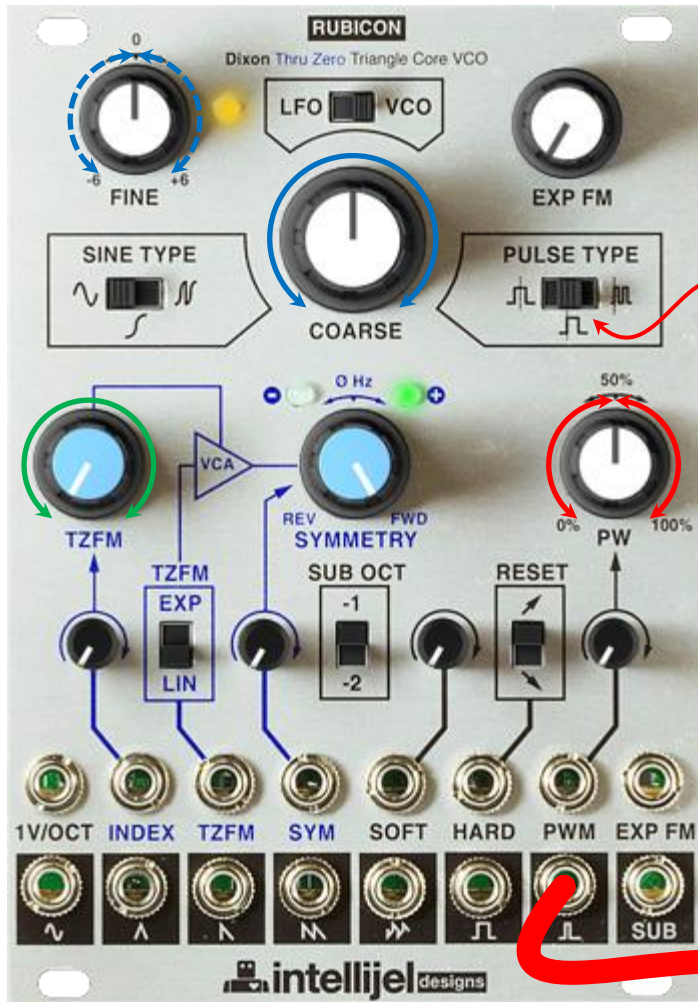 RUBICON
Dixon Thru Zero Triangle Core VCO
0
LFO VCO
-6 +6
FINE
EXP FM
SINE TYPE
PULSE TYPE
COARSE
Ø Hz
50%
VCA
REV FWD
0% 100%
TZFM
SYMMETRY
PW
TZFM
SUB OCT
RESET
EXP
-1
LIN
-2
1V/OCT INDEX TZFM SYM SOFT HARD PWM EXP FM
SUB
intellijel designs